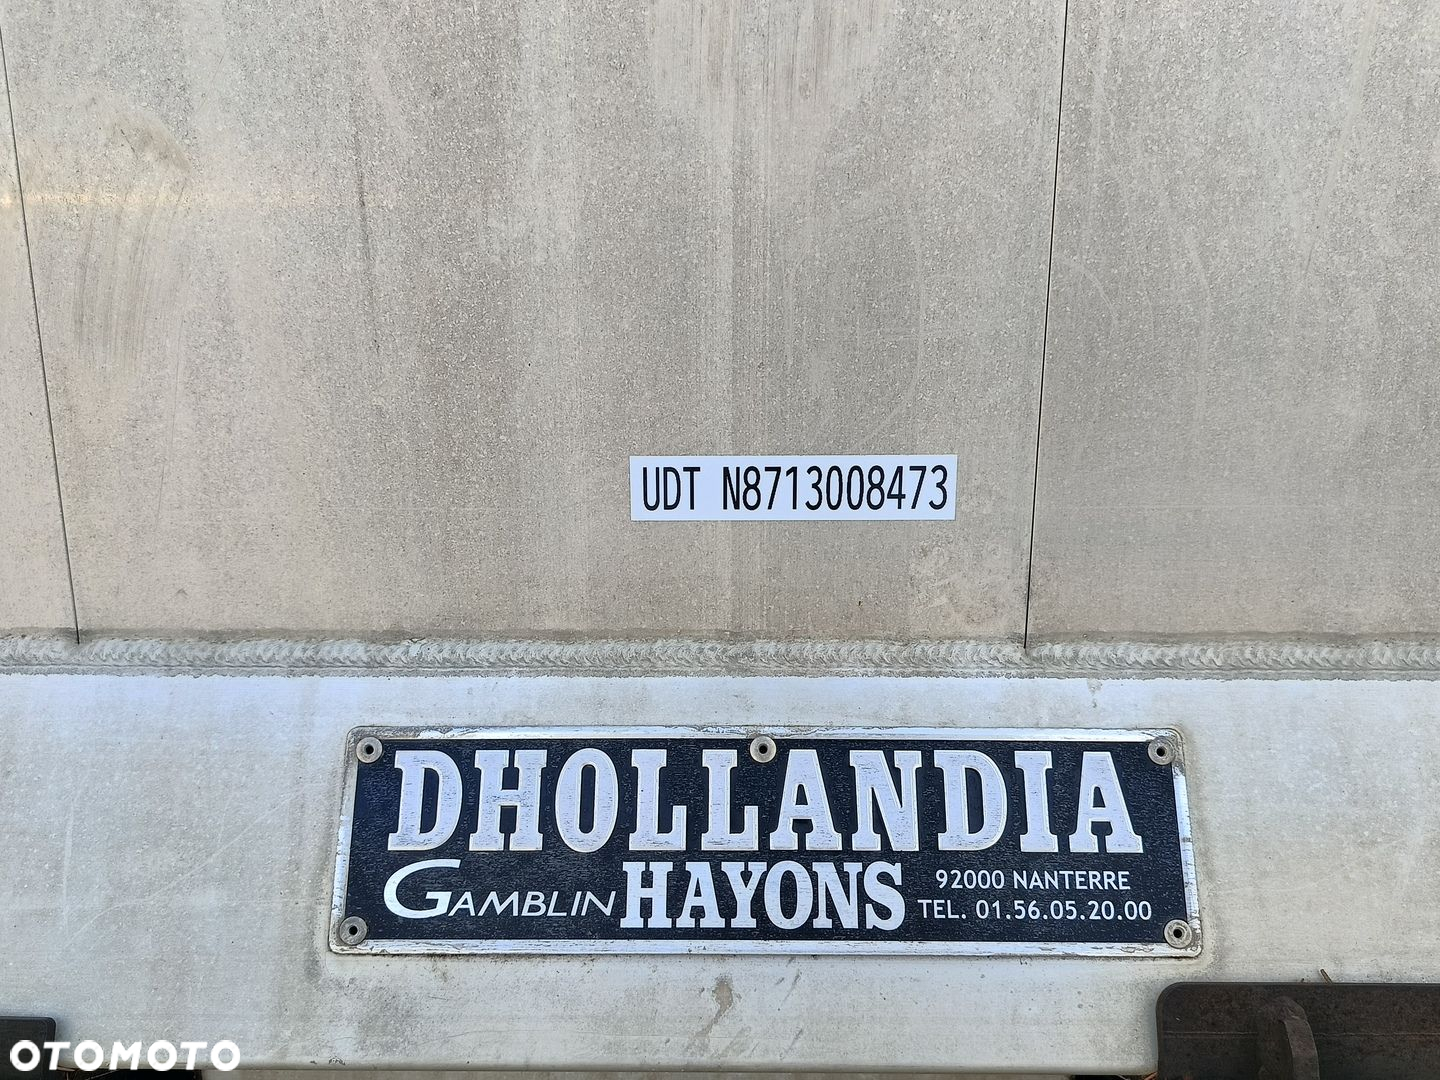 UDT N8713008473
DHOLLANDIA
GAMBLIN HAYONS
92000 NANTERRE
TEL. 01.56.05.20.00
OTOMOTO